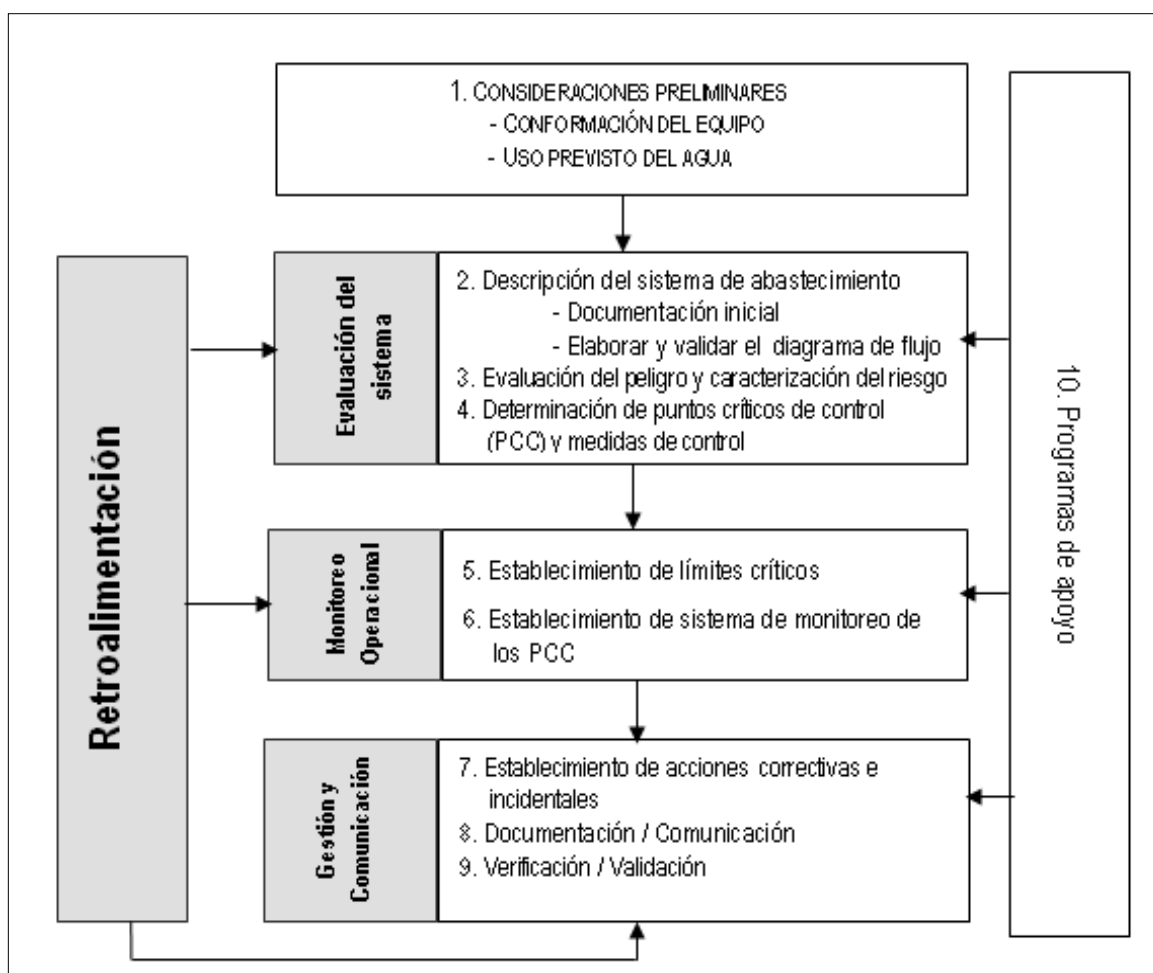 1. CONSIDERACIONES PRELIMINARES
- CONFORMACIÓN DEL EQUIPO
- USO PREVISTO DEL AGUA
Retroalimentación
Evaluación del
sistema
2. Descripción del sistema de abastecimiento
- Documentación inicial
- Elaborar y validar el diagrama de flujo
3. Evaluación del peligro y caracterización del riesgo
4. Determinación de puntos críticos de control
(PCC) y medidas de control
Monitoreo
Operacional
5. Establecimiento de límites críticos
6. Establecimiento de sistema de monitoreo de
los PCC
Gestión y
Comunicación
7. Establecimiento de acciones correctivas e
incidentales
8. Documentación / Comunicación
9. Verificación / Validación
10. Programas de apoyo